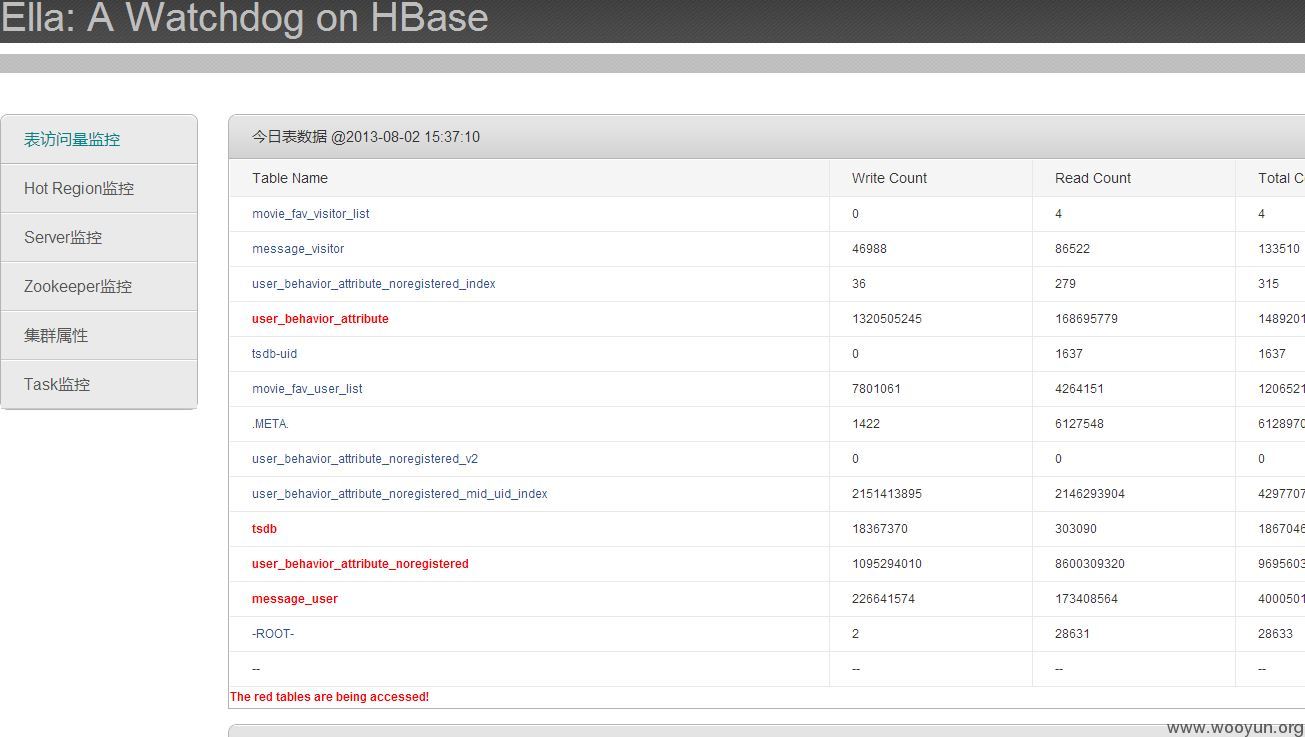 Ella: A Watchdog on HBase
表访问量监控
Hot Region监控
Server监控
Zookeeper监控
集群属性
Task监控
今日表数据 @2013-08-02 15:37:10
Table Name Write Count Read Count Total C
movie_fav_visitor_list 0 4 4
message_visitor 46988 86522 133510
user_behavior_attribute_noregistered_index 36 279 315
user_behavior_attribute 1320505245 168695779 1489201
tsdb-uid 0 1637 1637
movie_fav_user_list 7801061 4264151 1206521
.META. 1422 6127548 6128970
user_behavior_attribute_noregistered_v2 0 0 0
user_behavior_attribute_noregistered_mid_uid_index 2151413895 2146293904 4297707
tsdb 18367370 303090 1867046
user_behavior_attribute_noregistered 1095294010 8600309320 9695603
message_user 226641574 173408564 4000501
-ROOT- 2 28631 28633
-- -- -- --
The red tables are being accessed!
www.wooyun.org